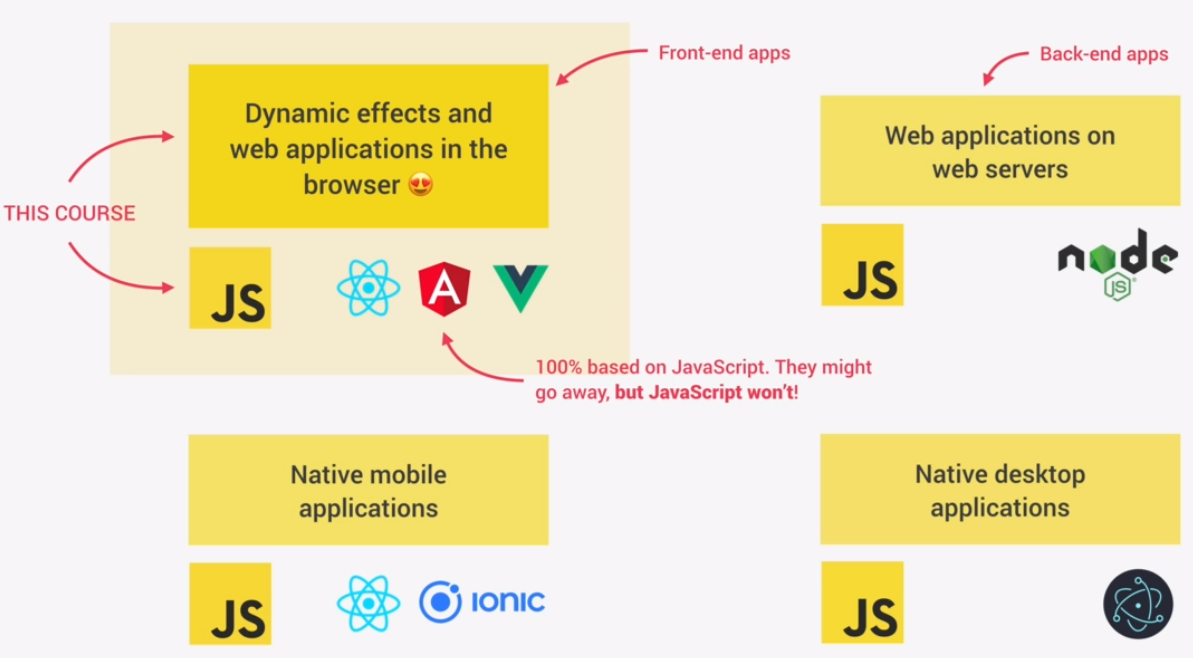 Front-end apps
Back-end apps
Dynamic effects and
web applications in the
browser 😍
Web applications on
web servers
THIS COURSE
JS
A
JS
node
JS
100% based on JavaScript. They might
go away, but JavaScript won't!
Native mobile
applications
Native desktop
applications
JS
IONIC
JS